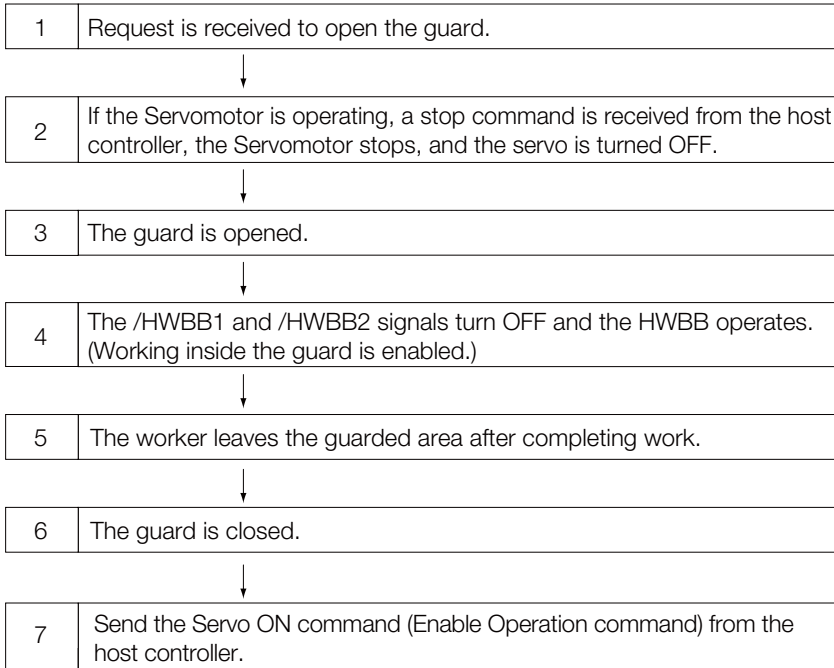 1 Request is received to open the guard.
2 If the Servomotor is operating, a stop command is received from the host
controller, the Servomotor stops, and the servo is turned OFF.
3 The guard is opened.
4 The /HWBB1 and /HWBB2 signals turn OFF and the HWBB operates.
(Working inside the guard is enabled.)
5 The worker leaves the guarded area after completing work.
6 The guard is closed.
7 Send the Servo ON command (Enable Operation command) from the
host controller.